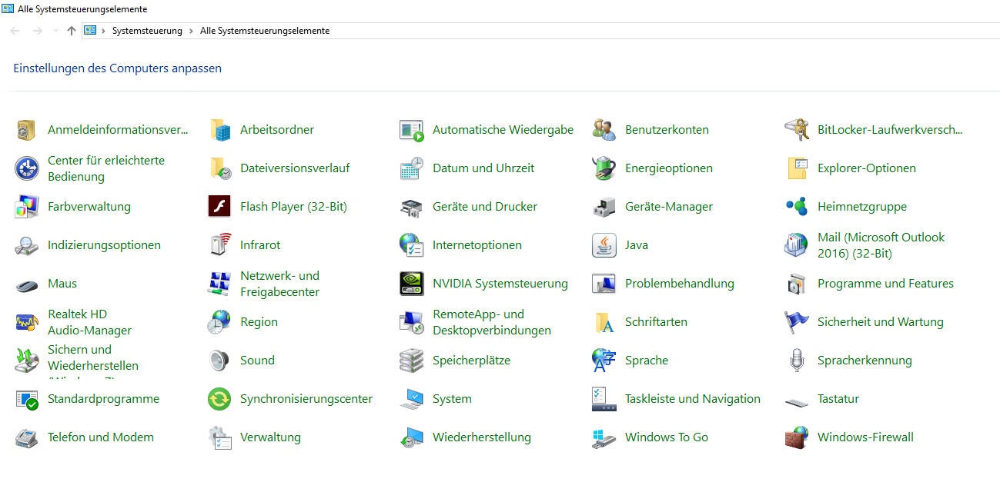 Alle Systemsteuerungselemente
Systemsteuerung > Alle Systemsteuerungselemente
Einstellungen des Computers anpassen
Anmeldeinformationsver...
Arbeitsordner
Automatische Wiedergabe
Benutzerkonten
BitLocker-Laufwerkversch...
Center für erleichterte
Bedienung
Dateiversionsverlauf
Datum und Uhrzeit
Energieoptionen
Explorer-Optionen
Farbverwaltung
Flash Player (32-Bit)
Geräte und Drucker
Geräte-Manager
Heimnetzgruppe
Indizierungsoptionen
Infrarot
Internetoptionen
Java
Mail (Microsoft Outlook
2016) (32-Bit)
Maus
Netzwerk- und
Freigabecenter
NVIDIA Systemsteuerung
Problembehandlung
Programme und Features
Realtek HD
Audio-Manager
Region
RemoteApp- und
Desktopverbindungen
Schriftarten
Sicherheit und Wartung
Sichern und
Wiederherstellen
Sound
Speicherplätze
Sprache
Spracherkennung
Standardprogramme
Synchronisierungscenter
System
Taskleiste und Navigation
Tastatur
Telefon und Modem
Verwaltung
Wiederherstellung
Windows To Go
Windows-Firewall